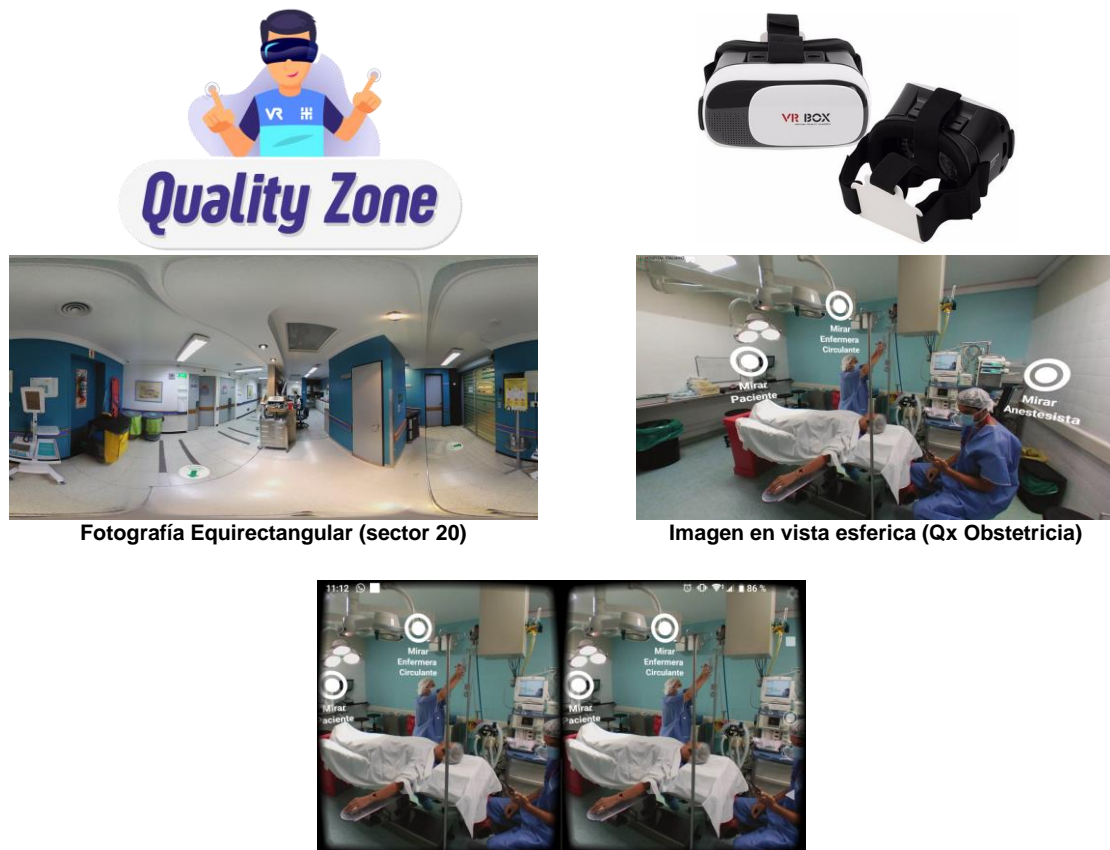 VR
Quality Zone
VR BOX
Mirar
Enfermera
Circulante
Mirar
Paciente
Mirar
Anestesista
Fotografía Equirectangular (sector 20)
Imagen en vista esferica (Qx Obstetricia)
11:12
86 %
Mirar
Enfermera
Circulante
Mirar
Enfermera
Circulante
Mirar
aciente
Mirar
Paciente